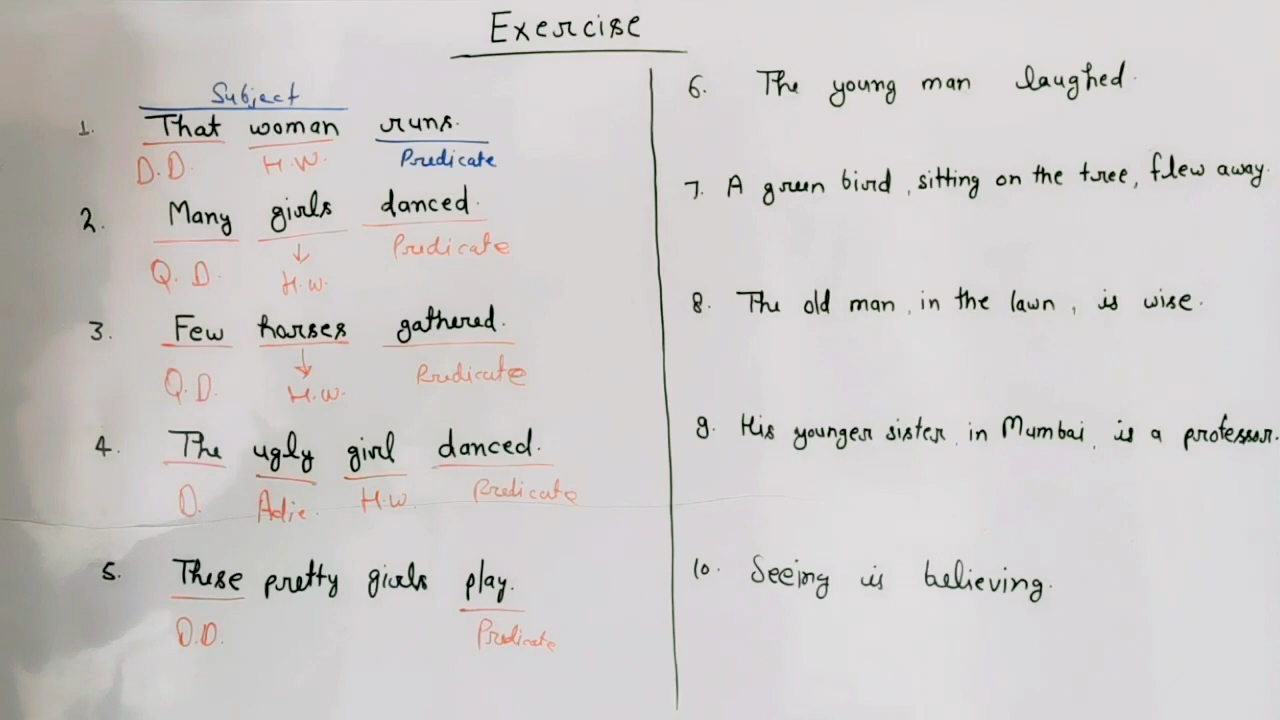 Exercise
Subject
1. That woman runs.
D.D. H.W. Predicate
2. Many girls danced.
Q.D. H.W. Predicate
3. Few horses gathered.
Q.D. H.W. Predicate
4. The ugly girl danced.
D. Adje. H.W. Predicate
5. These pretty girls play.
D.D. Predicate
6. The young man laughed.
7. A green bird, sitting on the tree, flew away.
8. The old man, in the lawn, is wise.
9. His younger sister, in Mumbai, is a professor.
10. Seeing is believing.